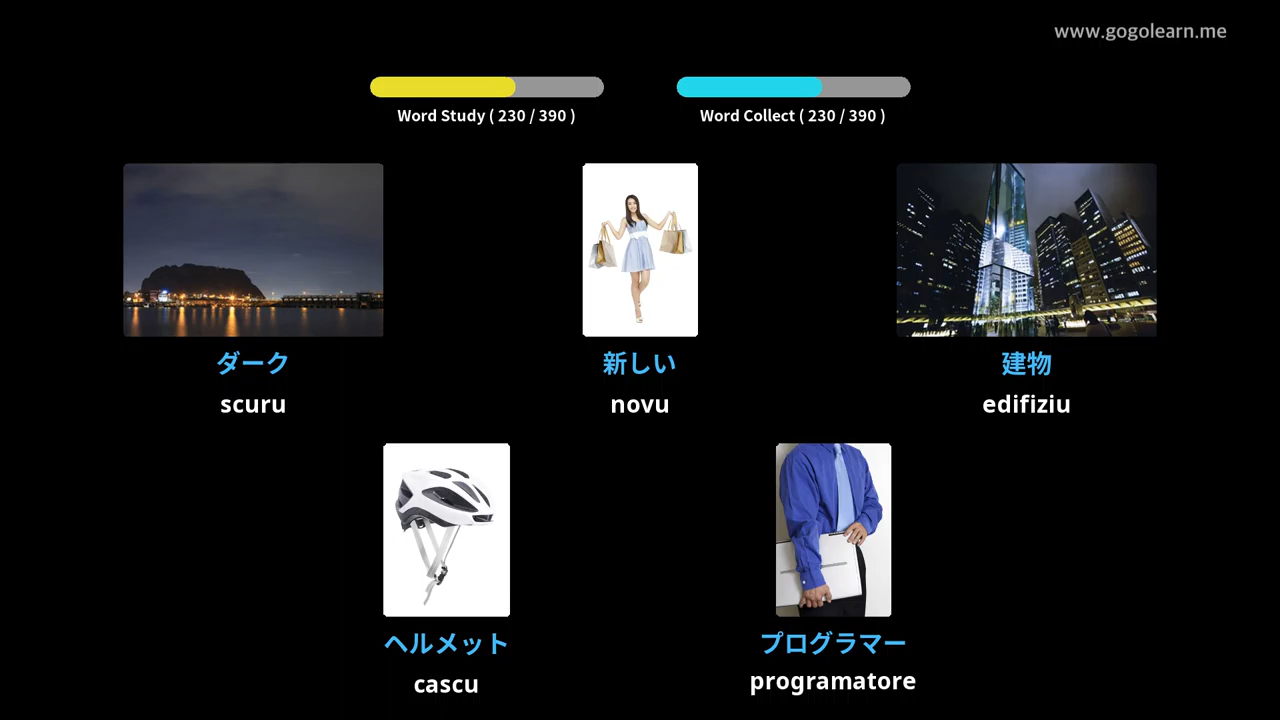 www.gogolearn.me
Word Study ( 230 / 390 )
Word Collect ( 230 / 390 )
ダーク
新しい
建物
scuru
novu
edifiziu
ヘルメット
プログラマー
cascu
programatore